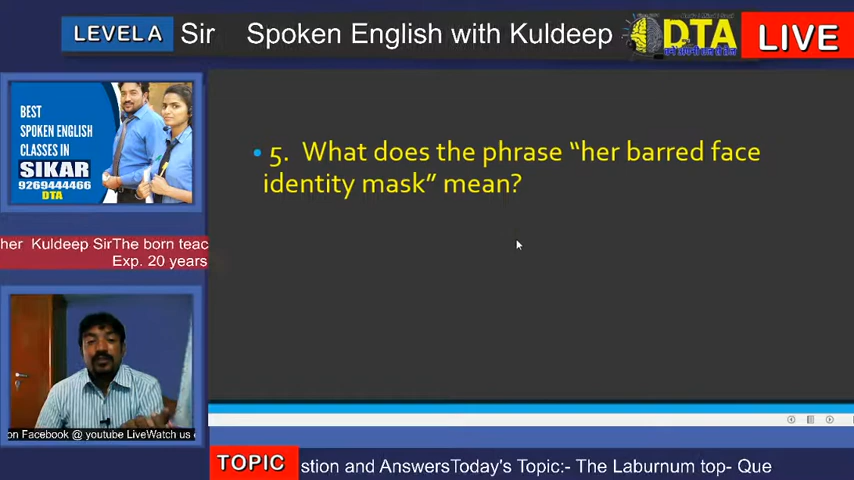 LEVEL A
Sir Spoken English with Kuldeep
DTA
LIVE
BEST
SPOKEN ENGLISH
CLASSES IN
SIKAR
9269444466
DTA
• 5. What does the phrase “her barred face
identity mask” mean?
her Kuldeep SirThe born teac
Exp. 20 years
on Facebook @ youtube LiveWatch us
TOPIC
stion and AnswersToday's Topic:- The Laburnum top- Que